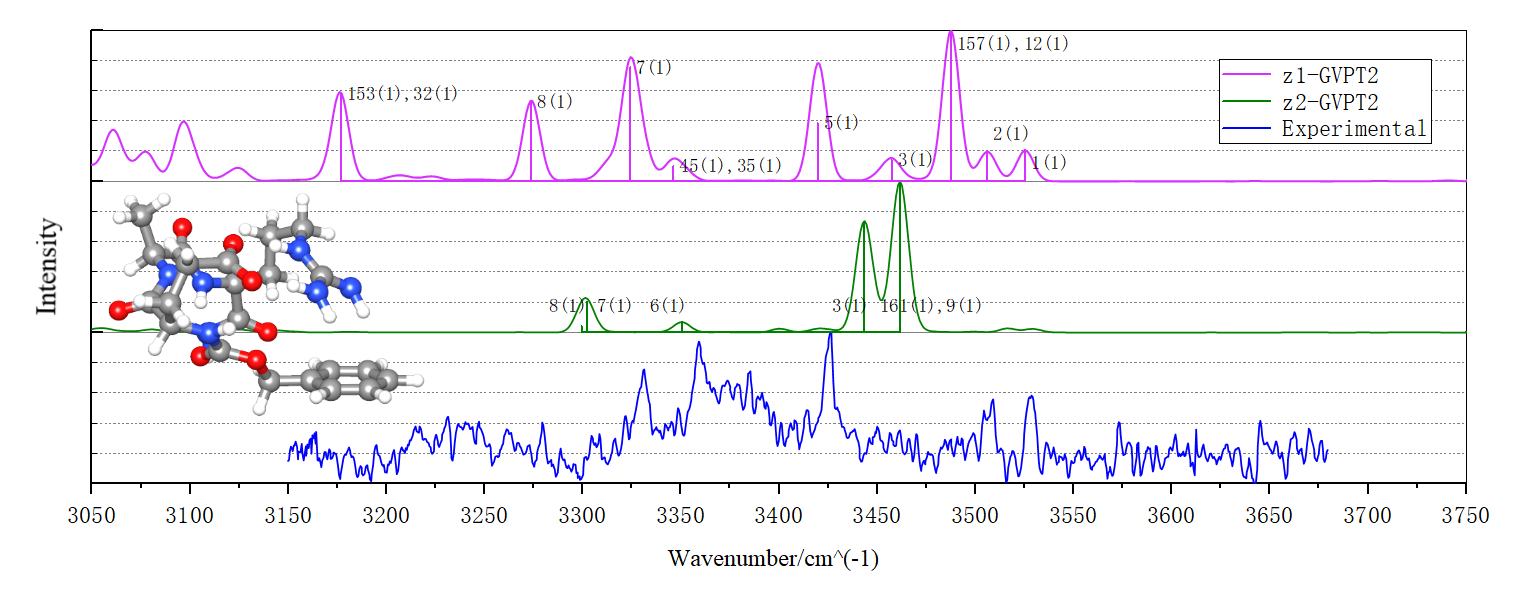 157(1),12(1)
7(1)
153(1),32(1)
8(1)
5(1)
2(1)
3(1)
1(1)
45(1),35(1)
z1-GVPT2
z2-GVPT2
Experimental
Intensity
8(1)
7(1)
6(1)
3(1)
161(1),9(1)
3050 3100 3150 3200 3250 3300 3350 3400 3450 3500 3550 3600 3650 3700 3750
Wavenumber/cm^(-1)